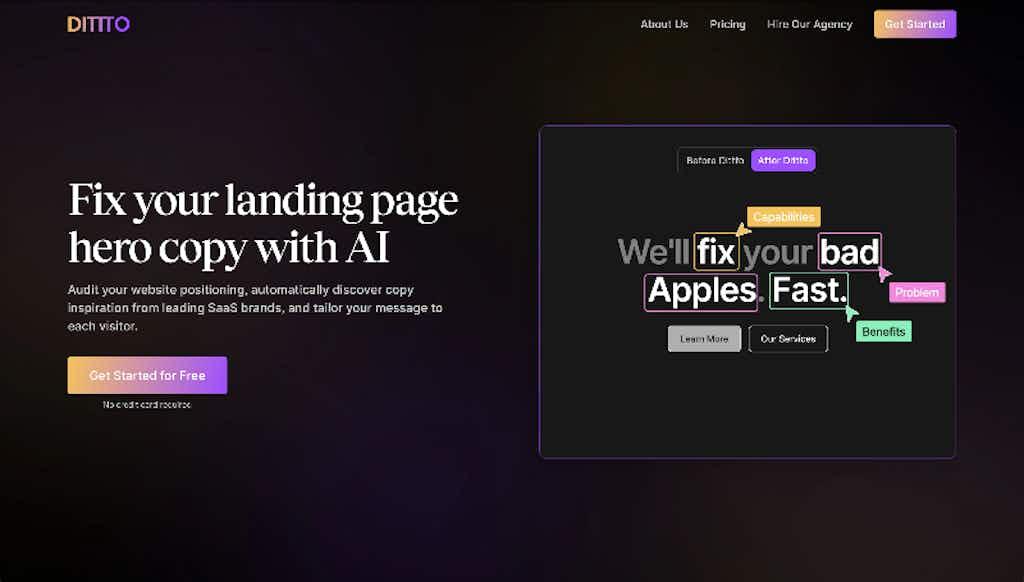 DITTTO
About Us
Pricing
Hire Our Agency
Get Started
Fix your landing page
hero copy with AI
Audit your website positioning, automatically discover copy
inspiration from leading SaaS brands, and tailor your message to
each visitor.
Get Started for Free
No credit card required
Before Dittto
After Dittto
Capabilities
We'll fix your bad
Apples. Fast.
Problem
Benefits
Learn More
Our Services